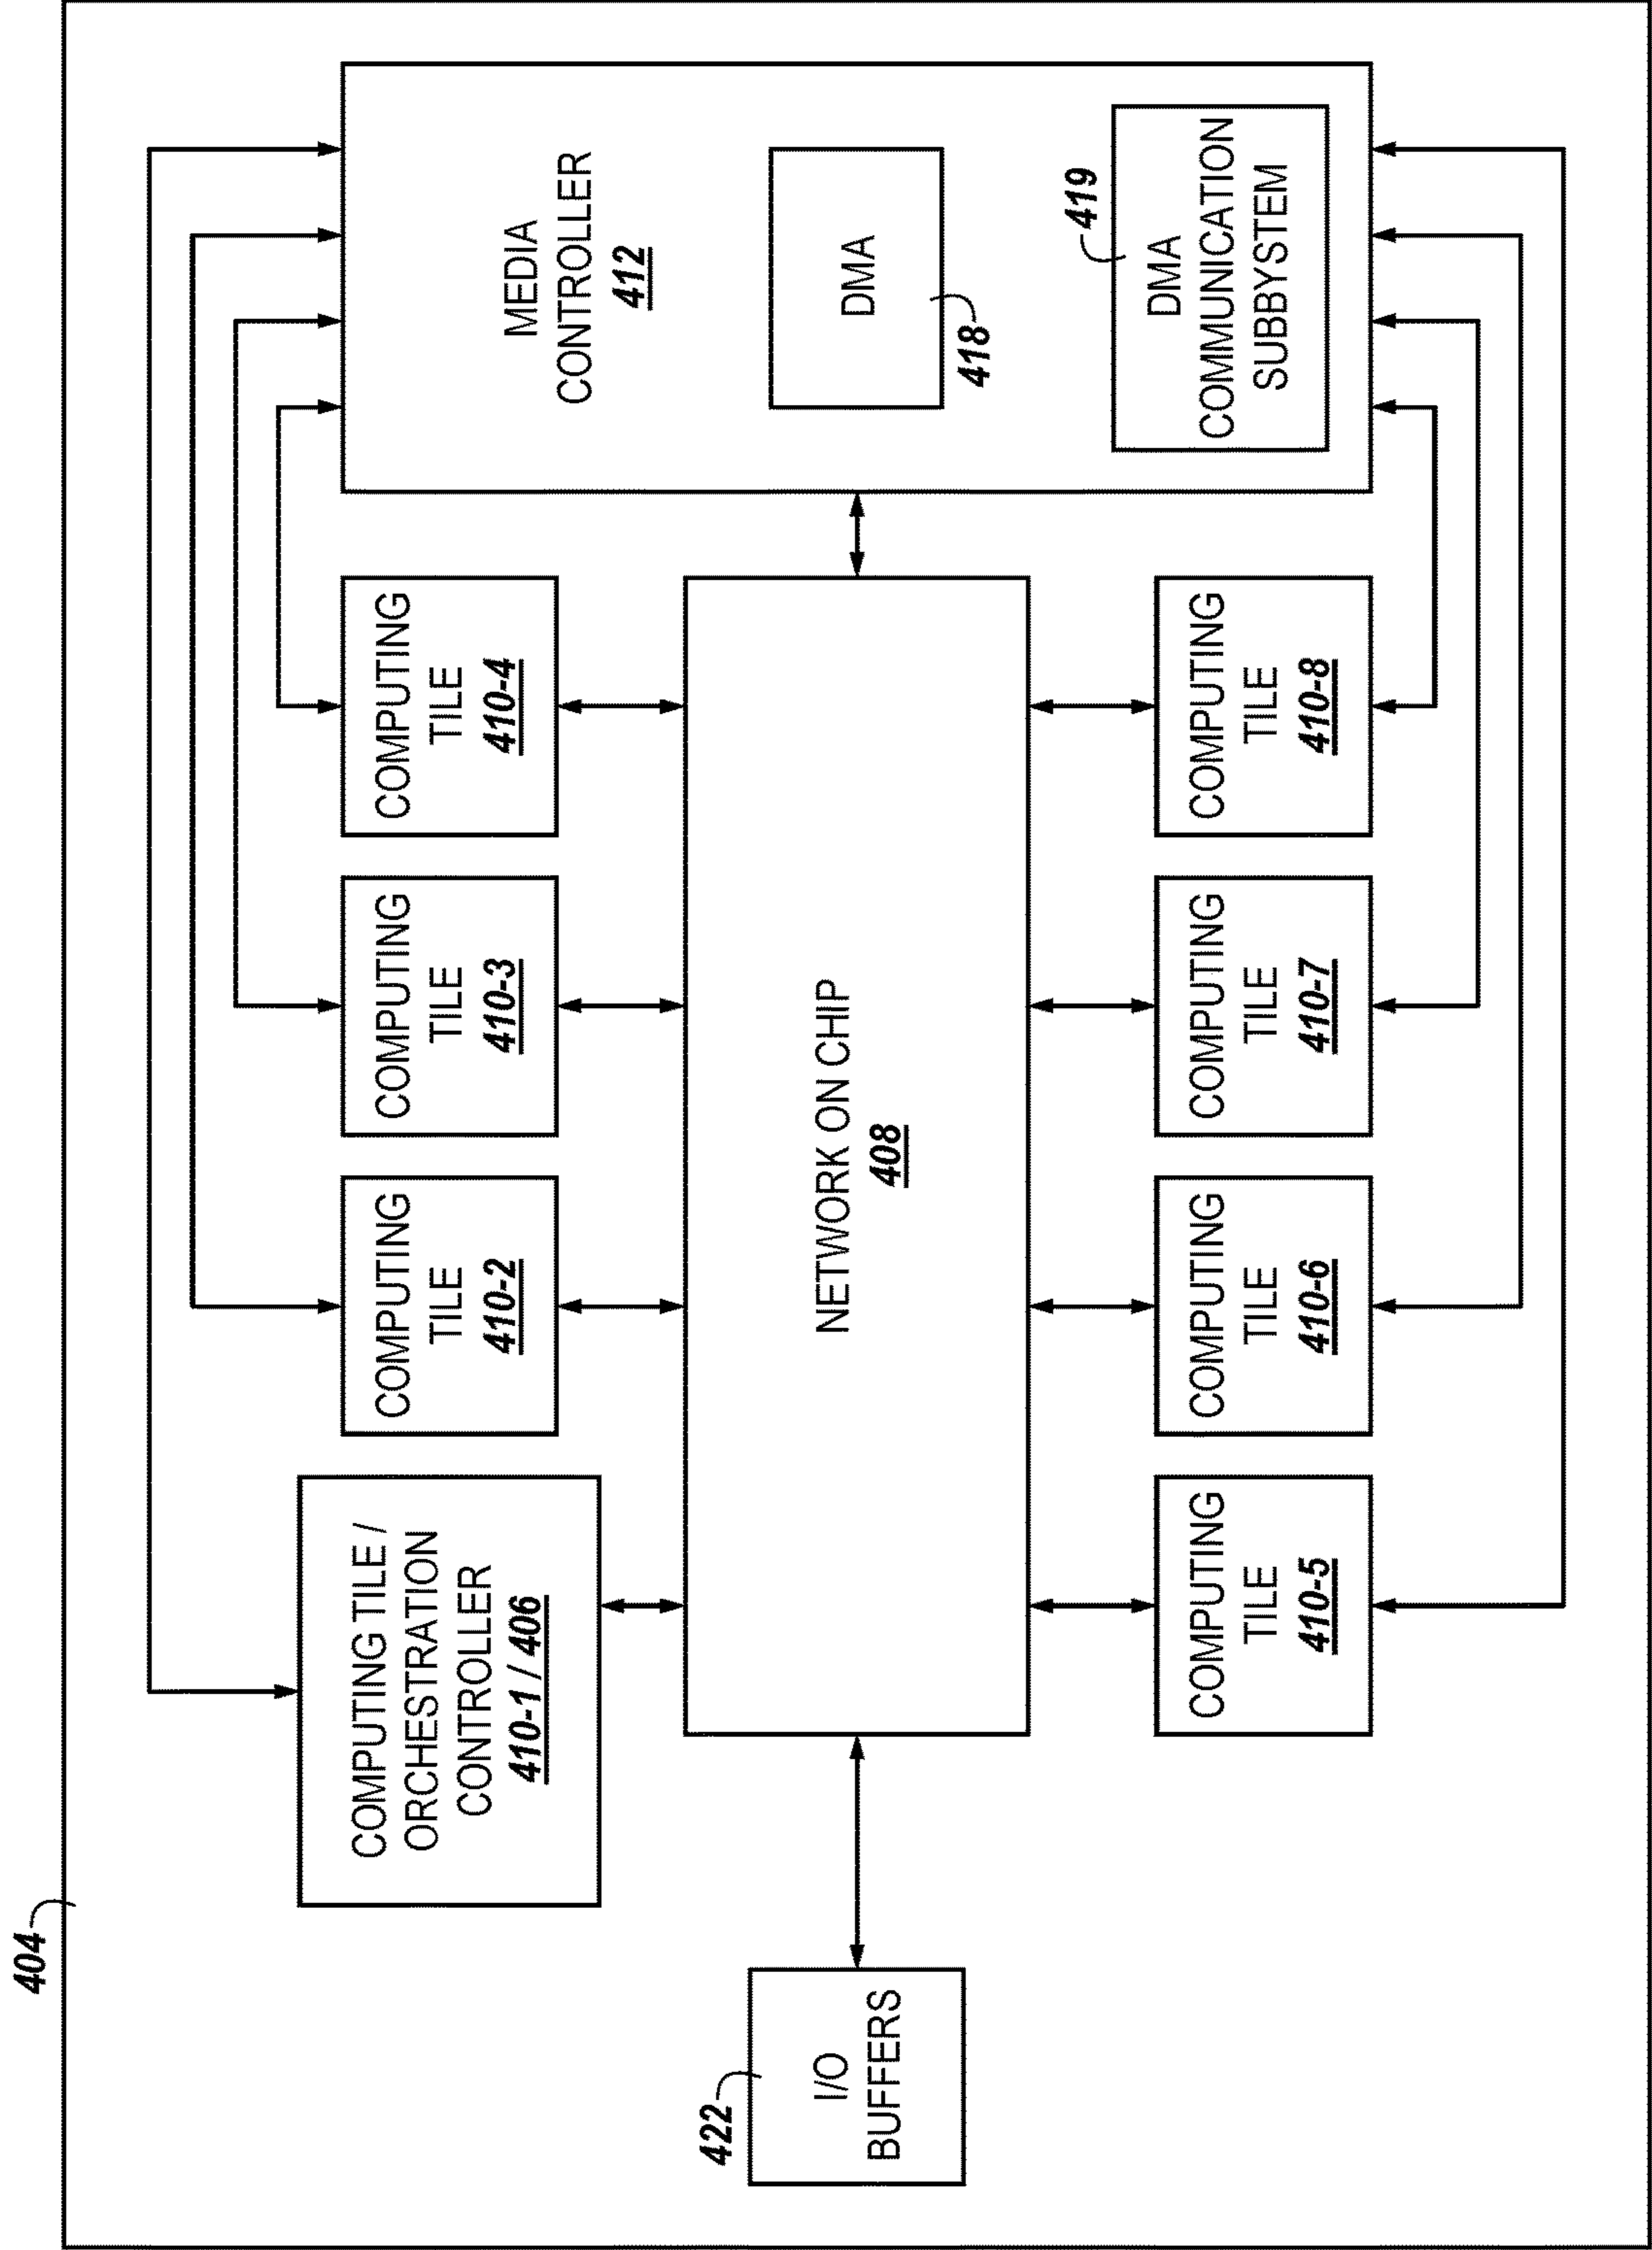 404
COMPUTING TILE /
ORCHESTRATION
CONTROLLER
410-1 / 406
COMPUTING
TILE
410-2
COMPUTING
TILE
410-3
COMPUTING
TILE
410-4
MEDIA
CONTROLLER
412
DMA
418
419
DMA
COMMUNICATION
SUBBYSTEM
422
I/O
BUFFERS
NETWORK ON CHIP
408
COMPUTING
TILE
410-5
COMPUTING
TILE
410-6
COMPUTING
TILE
410-7
COMPUTING
TILE
410-8